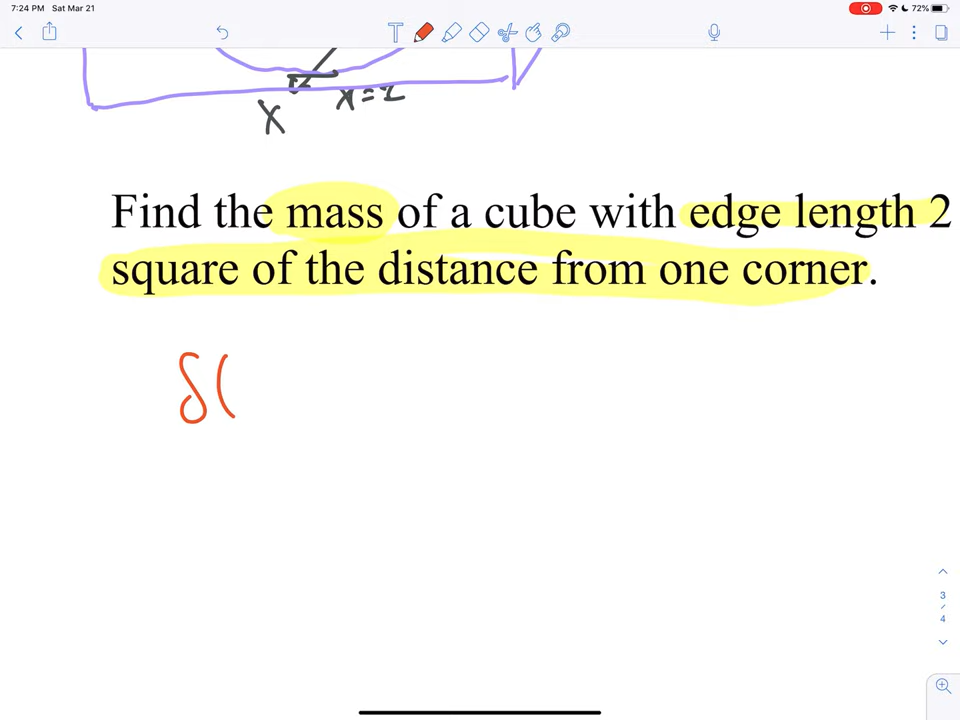 7:24 PM Sat Mar 21
72%
T
x = 2
X
Find the mass of a cube with edge length 2
square of the distance from one corner.
δ(
3
/
4